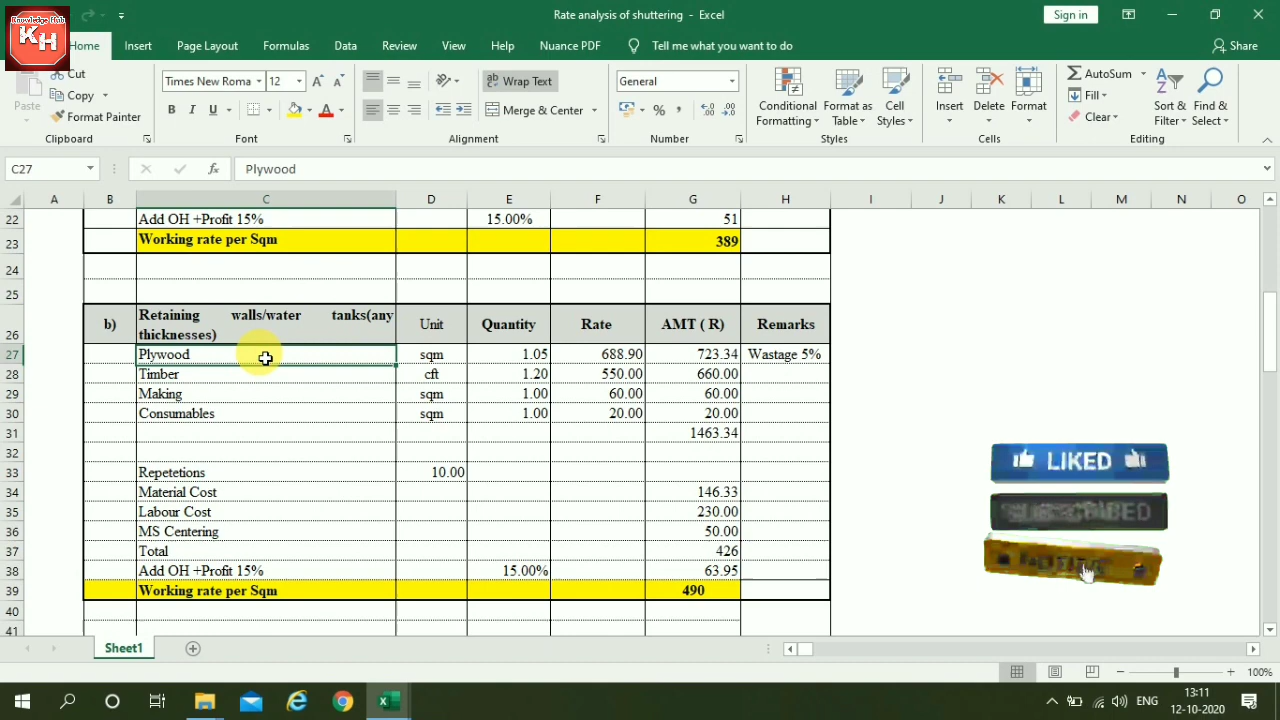 Knowledge Hub
KH
Rate analysis of shuttering - Excel
Sign in
Home Insert Page Layout Formulas Data Review View Help Nuance PDF Tell me what you want to do Share
Paste
Cut
Copy
Format Painter
Clipboard
Times New Roma 12
B I U
Font
Wrap Text
Merge & Center
Alignment
General
Number
Conditional Formatting
Format as Table
Cell Styles
Styles
Insert Delete Format
Cells
AutoSum
Fill
Clear
Sort & Filter
Find & Select
Editing
C27 fx Plywood
A B C D E F G H I J K L M N O
22 Add OH +Profit 15% 15.00% 51
23 Working rate per Sqm 389
24
25
26 b) Retaining walls/water tanks(any thicknesses) Unit Quantity Rate AMT ( R) Remarks
27 Plywood sqm 1.05 688.90 723.34 Wastage 5%
28 Timber cft 1.20 550.00 660.00
29 Making sqm 1.00 60.00 60.00
30 Consumables sqm 1.00 20.00 20.00
31 1463.34
32
33 Repetetions 10.00
34 Material Cost 146.33
35 Labour Cost 230.00
36 MS Centering 50.00
37 Total 426
38 Add OH +Profit 15% 15.00% 63.95
39 Working rate per Sqm 490
40
41
LIKED
Sheet1
100%
ENG
13:11
12-10-2020